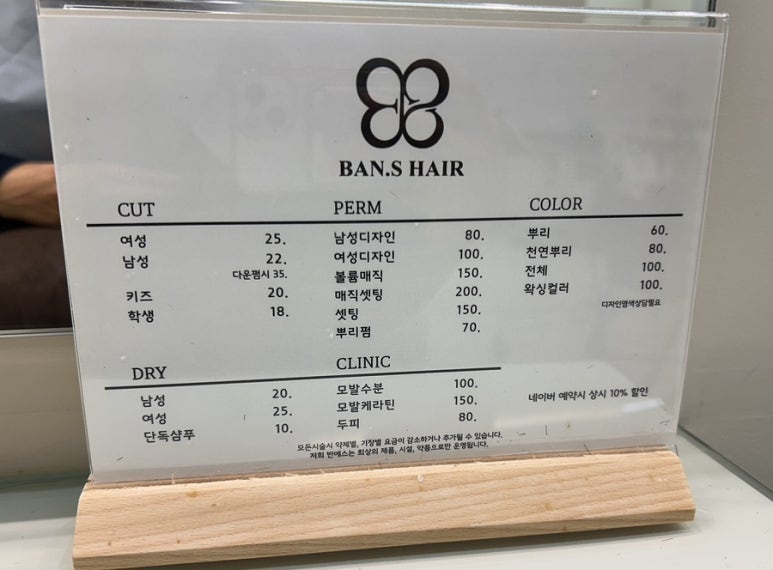 BAN.S HAIR
CUT
여성 25.
남성 22.
다운펌시 35.
키즈 20.
학생 18.
PERM
남성디자인 80.
여성디자인 100.
볼륨매직 150.
매직셋팅 200.
셋팅 150.
뿌리펌 70.
COLOR
뿌리 60.
천연뿌리 80.
전체 100.
왁싱컬러 100.
디자인염색상담필요
DRY
남성 20.
여성 25.
단독샴푸 10.
CLINIC
모발수분 100.
모발케라틴 150.
두피 80.
네이버 예약시 상시 10% 할인
모든시술시 약제별, 기장별 요금이 감소하거나 추가될 수 있습니다.
저희 반에스는 최상의 제품, 시설, 약품으로만 운영됩니다.